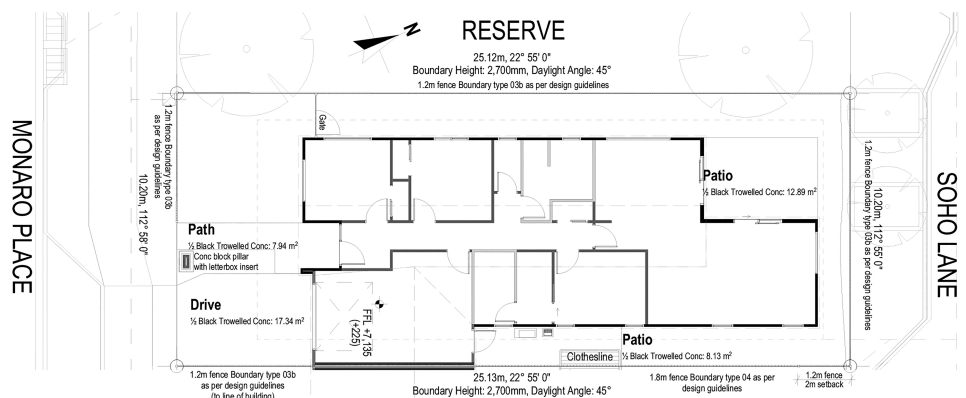 RESERVE
N
25.12m, 22° 55' 0"
Boundary Height: 2,700mm, Daylight Angle: 45°
1.2m fence Boundary type 03b as per design guidelines
MONARO PLACE
1.2m fence Boundary type 03b
as per design guidelines
10.20m, 112° 58' 0"
Gate
Path
½ Black Trowelled Conc: 7.94 m²
Conc block pillar
with letterbox insert
Drive
½ Black Trowelled Conc: 17.34 m²
FFL +7,135
(+225)
Patio
½ Black Trowelled Conc: 12.89 m²
Patio
½ Black Trowelled Conc: 8.13 m²
Clothesline
10.20m, 112° 55' 0"
1.2m fence Boundary type 03b as per design guidelines
SOHO LANE
1.2m fence Boundary type 03b
as per design guidelines
(to line of building)
25.13m, 22° 55' 0"
Boundary Height: 2,700mm, Daylight Angle: 45°
1.8m fence Boundary type 04 as per
design guidelines
1.2m fence
2m setback